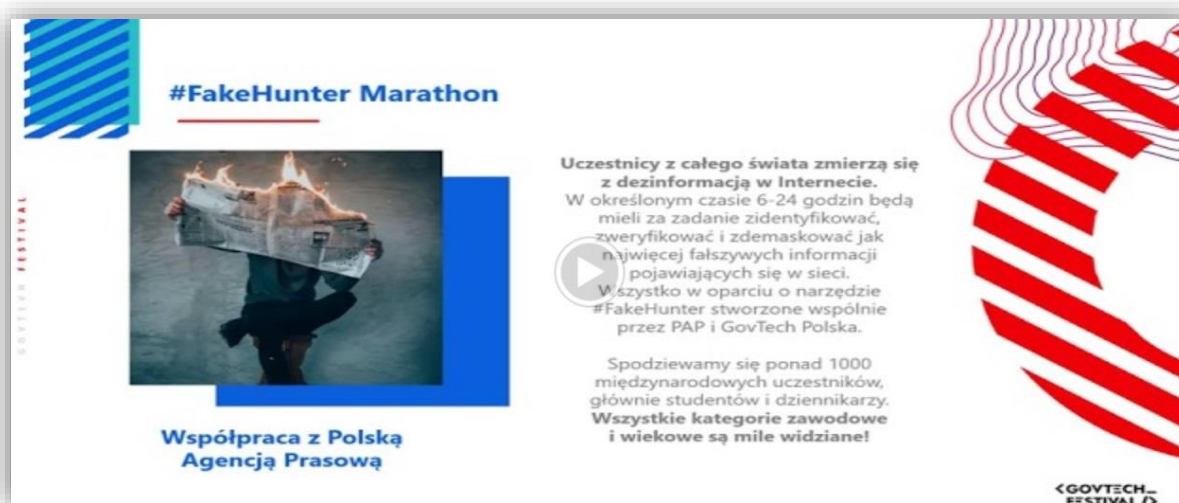 #FakeHunter Marathon
Uczestnicy z całego świata zmierzą się
z dezinformacją w Internecie.
W określonym czasie 6-24 godzin będą
mieli za zadanie zidentyfikować,
zweryfikować i zdemaskować jak
najwięcej fałszywych informacji
pojawiających się w sieci.
Wszystko w oparciu o narzędzie
#FakeHunter stworzone wspólnie
przez PAP i GovTech Polska.
Spodziewamy się ponad 1000
międzynarodowych uczestników,
głównie studentów i dziennikarzy.
Wszystkie kategorie zawodowe
i wiekowe są mile widziane!
Współpraca z Polską
Agencją Prasową
GOVTECH FESTIVAL
<GOVTECH_
FESTIVAL/>